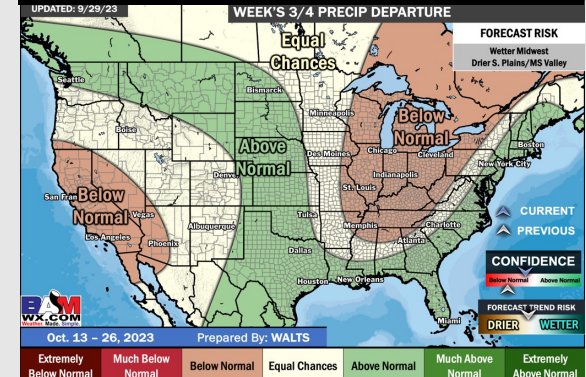 UPDATED: 9/29/23
WEEK'S 3/4 PRECIP DEPARTURE
FORECAST RISK
Wetter Midwest
Drier S. Plains/MS Valley
Equal
Chances
Seattle
Bismarck
Minneapolis
Boise
Below
Normal
Boston
Above
Normal
Des Moines
Chicago
Cleveland
New York City
Denve
Indianapolis
San Fran
Below
Normal
Vegas
St. Louis
CURRENT
Los Angeles
Albuquerque
Tulsa
Memphis
Charlotte
PREVIOUS
Phoenix
Atlanta
Dallas
CONFIDENCE
Below Normal
Above Normal
Houston
New Orleans
BAM
WX.COM
Weather. Made. Simple.
FORECAST TREND RISK
DRIER
WETTER
Miami
Oct. 13 - 26, 2023
Prepared By: WALTS
Extremely
Below Normal
Much Below
Normal
Below Normal
Equal Chances
Above Normal
Much Above
Normal
Extremely
Above Normal